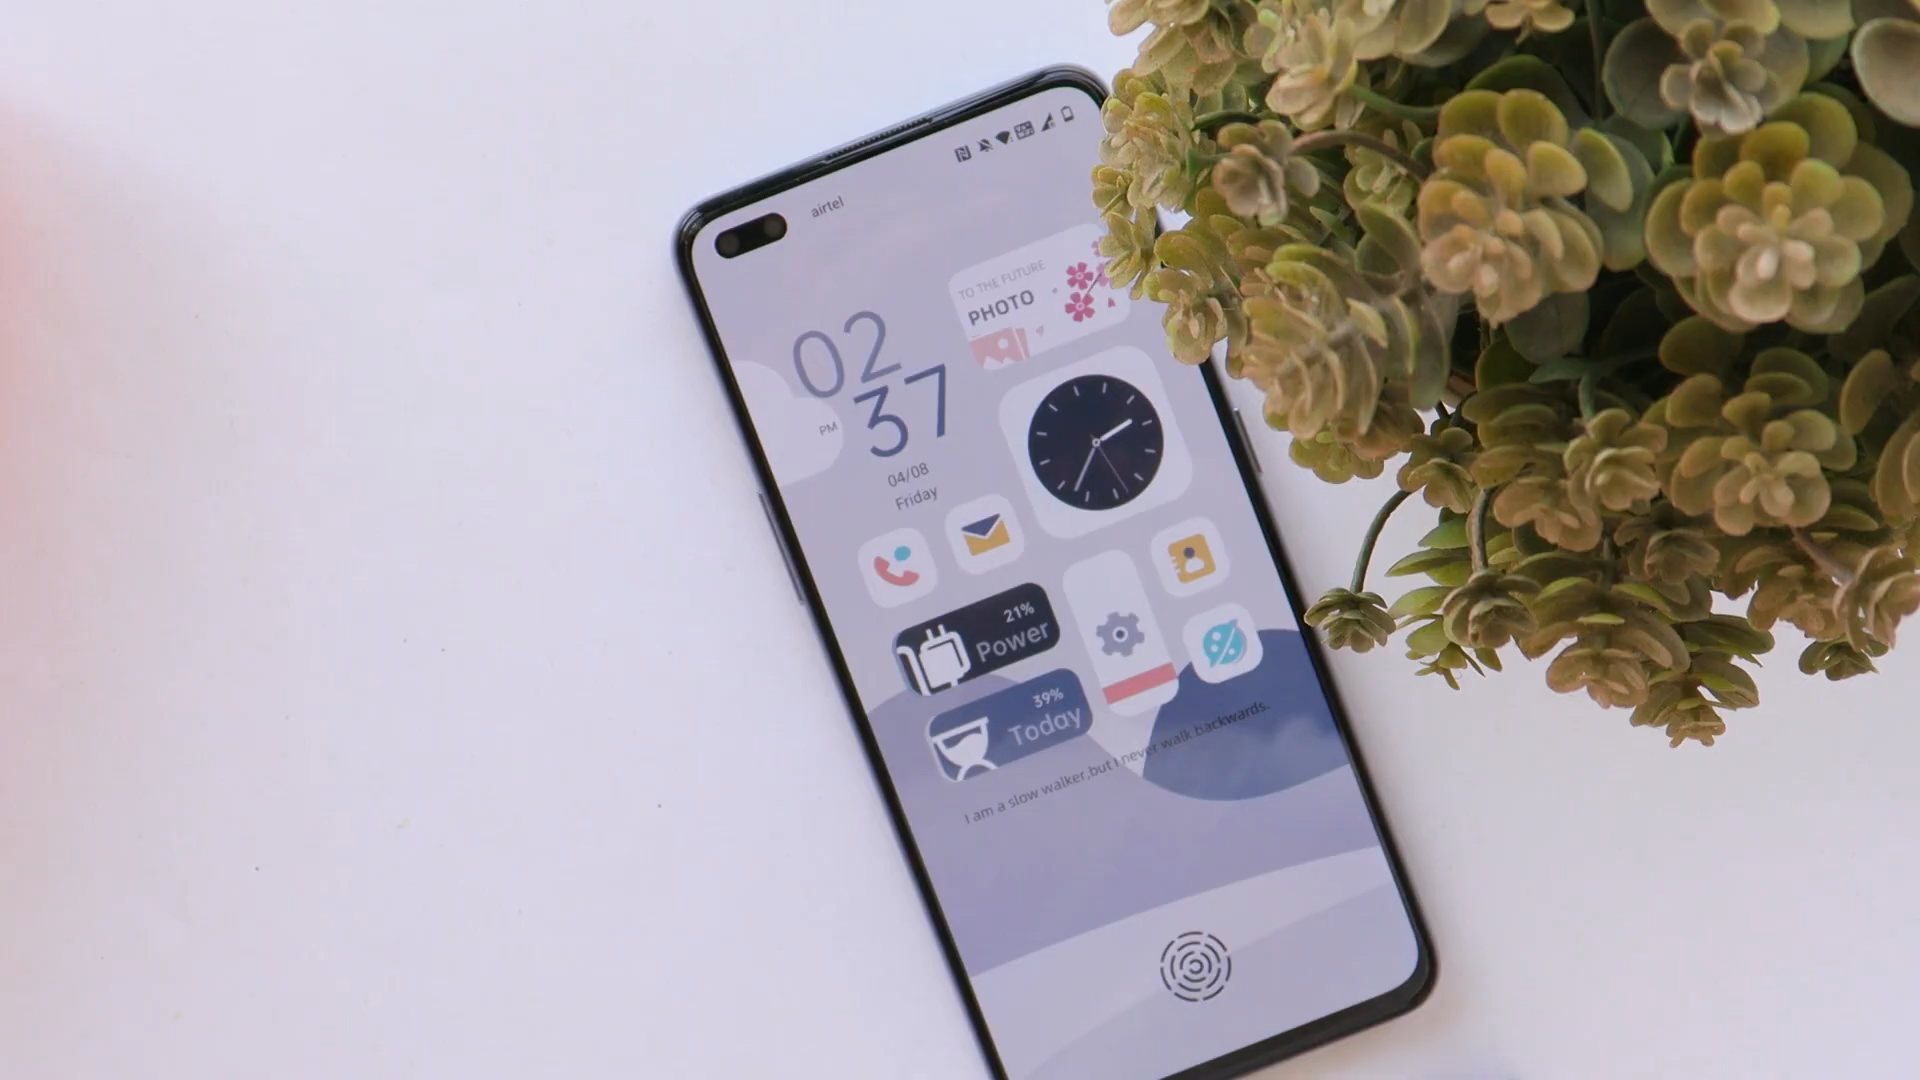 airtel
TO THE FUTURE
PHOTO
02
37
PM
04/08
Friday
21%
Power
39%
Today
I am a slow walker,but I never walk backwards.